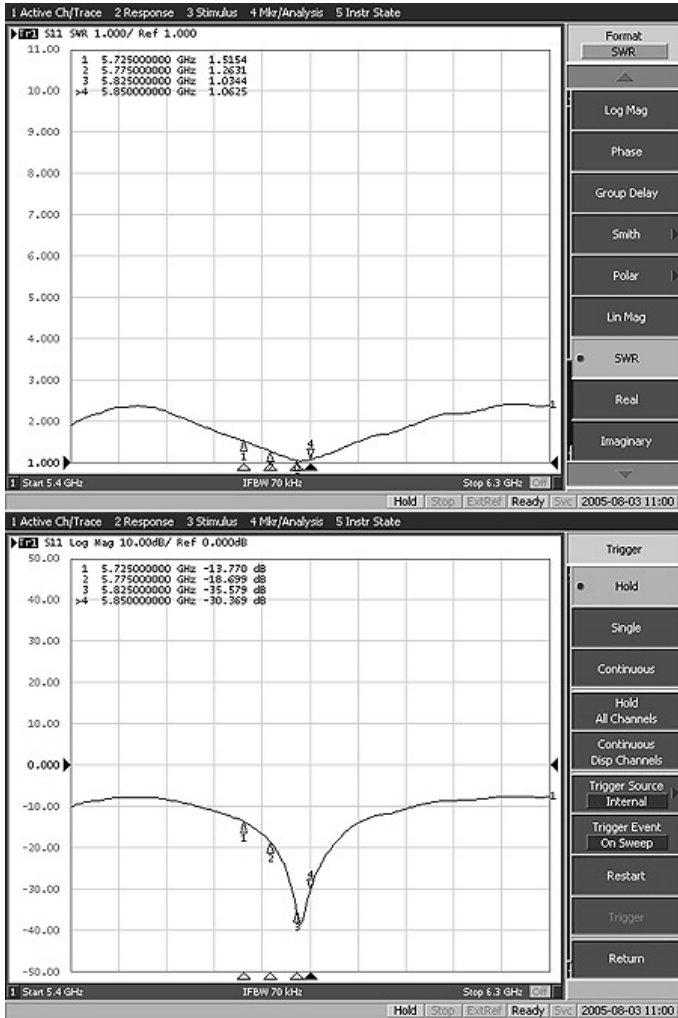 1 Active Ch/Trace 2 Response 3 Stimulus 4 Mkr/Analysis 5 Instr State
Tr1 S11 SWR 1.000/ Ref 1.000
11.00
10.00
9.000
8.000
7.000
6.000
5.000
4.000
3.000
2.000
1.000
1 5.725000000 GHz 1.5154
2 5.775000000 GHz 1.2631
3 5.825000000 GHz 1.0344
>4 5.850000000 GHz 1.0625
1
2
4
1
1 Start 5.4 GHz IFBW 70 kHz Stop 6.3 GHz Off
Format
SWR
Log Mag
Phase
Group Delay
Smith
Polar
Lin Mag
SWR
Real
Imaginary
Hold Stop ExtRef Ready Svc 2005-08-03 11:00
1 Active Ch/Trace 2 Response 3 Stimulus 4 Mkr/Analysis 5 Instr State
Tr1 S11 Log Mag 10.00dB/ Ref 0.000dB
50.00
40.00
30.00
20.00
10.00
0.000
-10.00
-20.00
-30.00
-40.00
-50.00
1 5.725000000 GHz -13.770 dB
2 5.775000000 GHz -18.699 dB
3 5.825000000 GHz -35.579 dB
>4 5.850000000 GHz -30.369 dB
1
2
3
4
1
1 Start 5.4 GHz IFBW 70 kHz Stop 6.3 GHz Off
Trigger
Hold
Single
Continuous
Hold
All Channels
Continuous
Disp Channels
Trigger Source
Internal
Trigger Event
On Sweep
Restart
Trigger
Return
Hold Stop ExtRef Ready Svc 2005-08-03 11:00